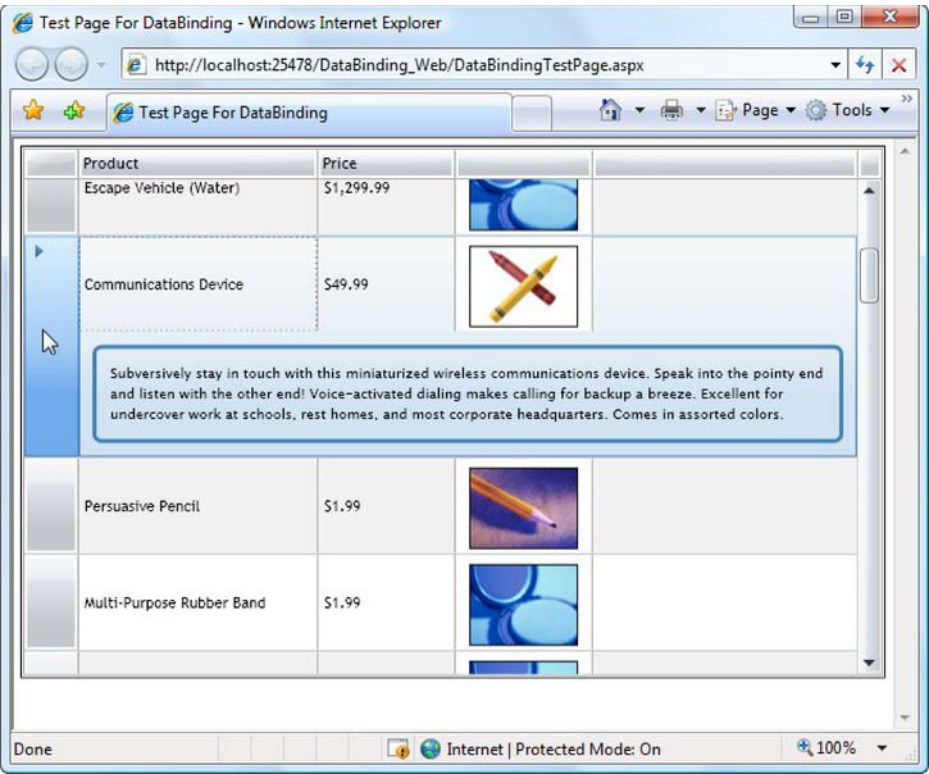 Test Page For DataBinding - Windows Internet Explorer
http://localhost:25478/DataBinding_Web/DataBindingTestPage.aspx
Test Page For DataBinding
Page
Tools
Product Price
Escape Vehicle (Water) $1,299.99
Communications Device $49.99
Subversively stay in touch with this miniaturized wireless communications device. Speak into the pointy end
and listen with the other end! Voice-activated dialing makes calling for backup a breeze. Excellent for
undercover work at schools, rest homes, and most corporate headquarters. Comes in assorted colors.
Persuasive Pencil $1.99
Multi-Purpose Rubber Band $1.99
Done
Internet | Protected Mode: On
100%